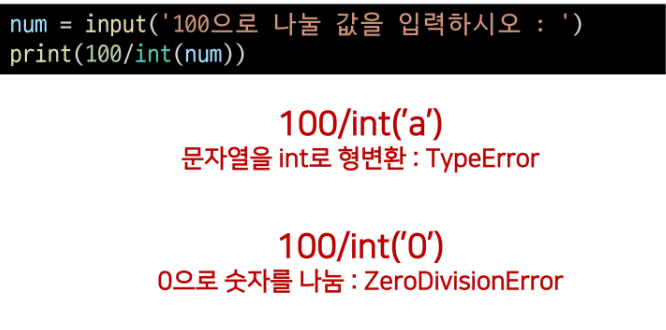 num = input('100으로 나눌 값을 입력하시오 : ')
print(100/int(num))
100/int('a')
문자열을 int로 형변환 : TypeError
100/int('0')
0으로 숫자를 나눔 : ZeroDivisionError